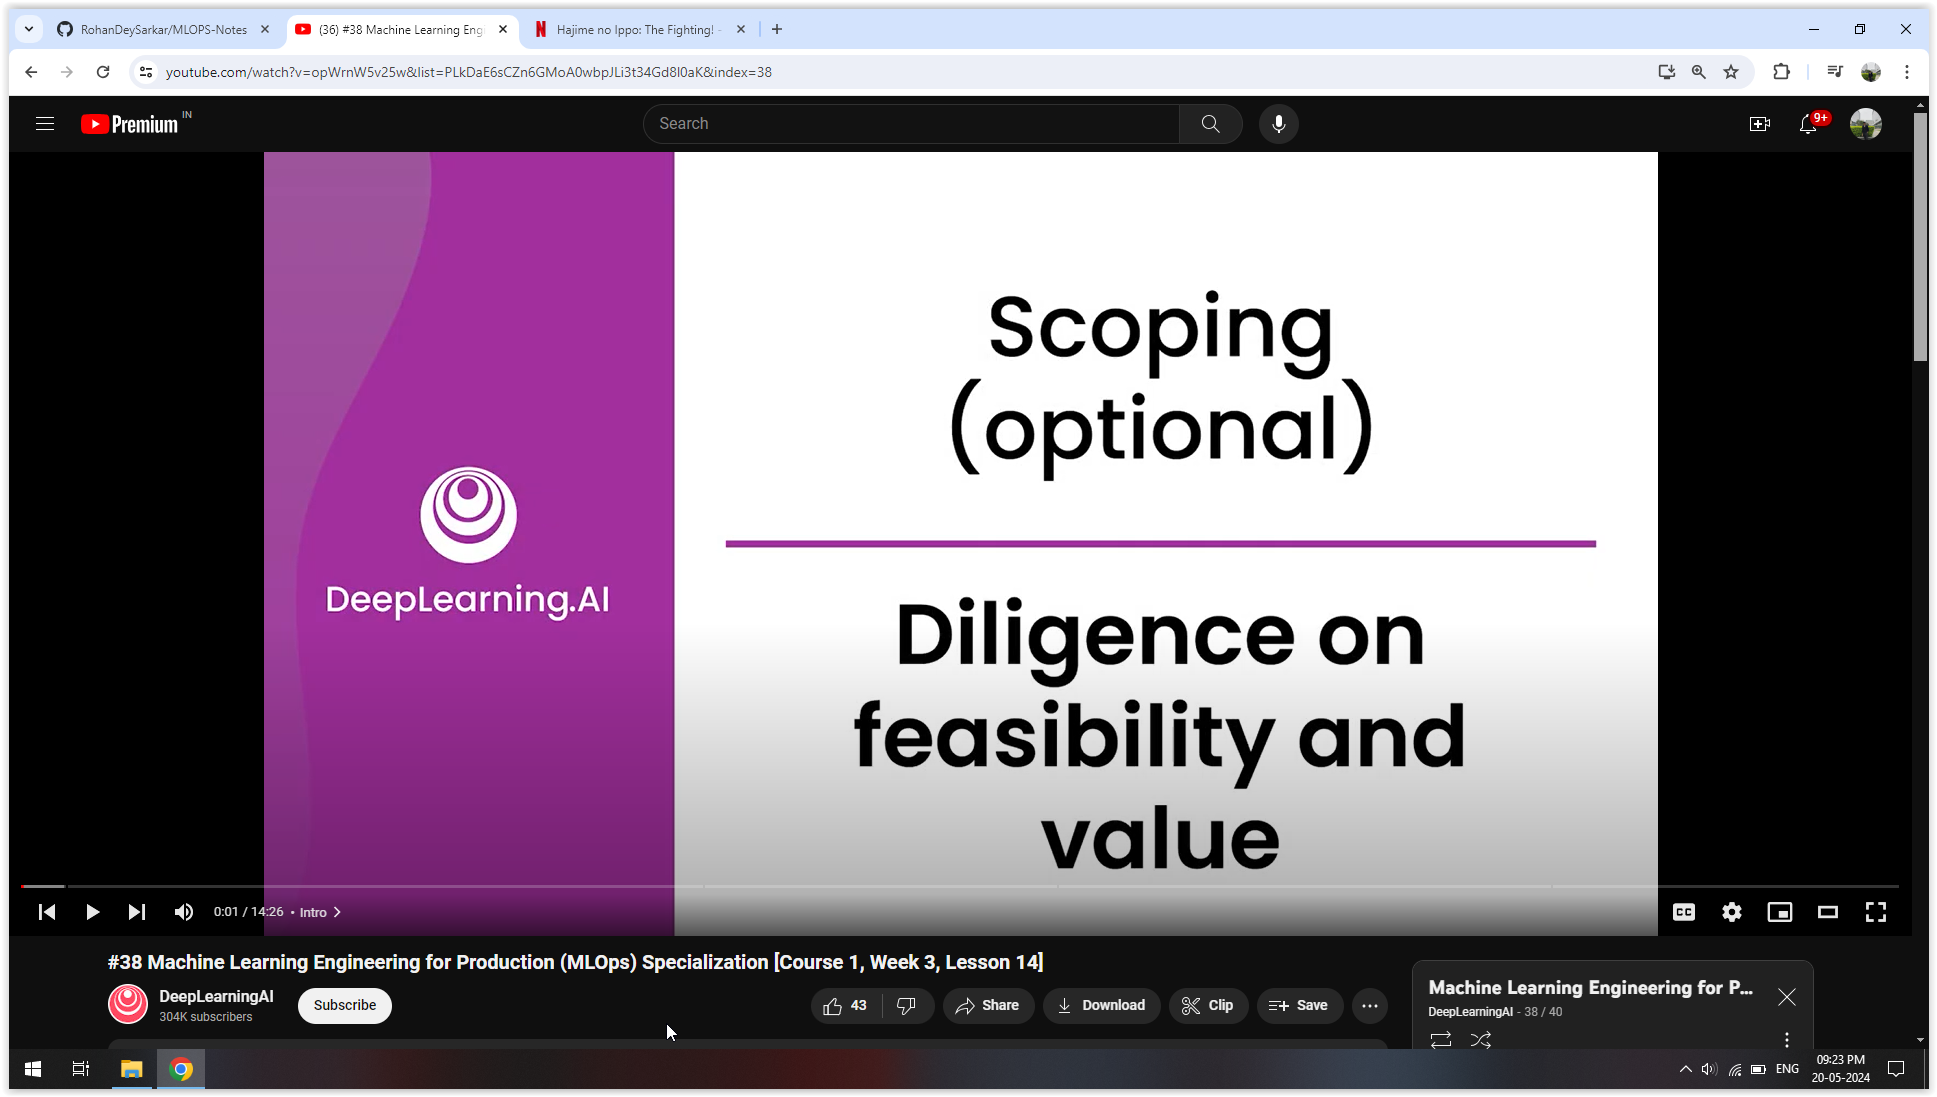 RohanDeySarkar/MLOPS-Notes
(36) #38 Machine Learning Eng
Hajime no Ippo: The Fighting! -
youtube.com/watch?v=opWrnW5v25w&list=PLkDaE6sCZn6GMoA0wbpJLi3t34Gd8l0aK&index=38
Premium IN
Search
9+
Scoping
(optional)
DeepLearning.AI
Diligence on
feasibility and
value
0:01 / 14:26 • Intro
CC
#38 Machine Learning Engineering for Production (MLOps) Specialization [Course 1, Week 3, Lesson 14]
DeepLearningAI
304K subscribers
Subscribe
43
Share
Download
Clip
Save
Machine Learning Engineering for P...
DeepLearningAI - 38 / 40
ENG
09:23 PM
20-05-2024